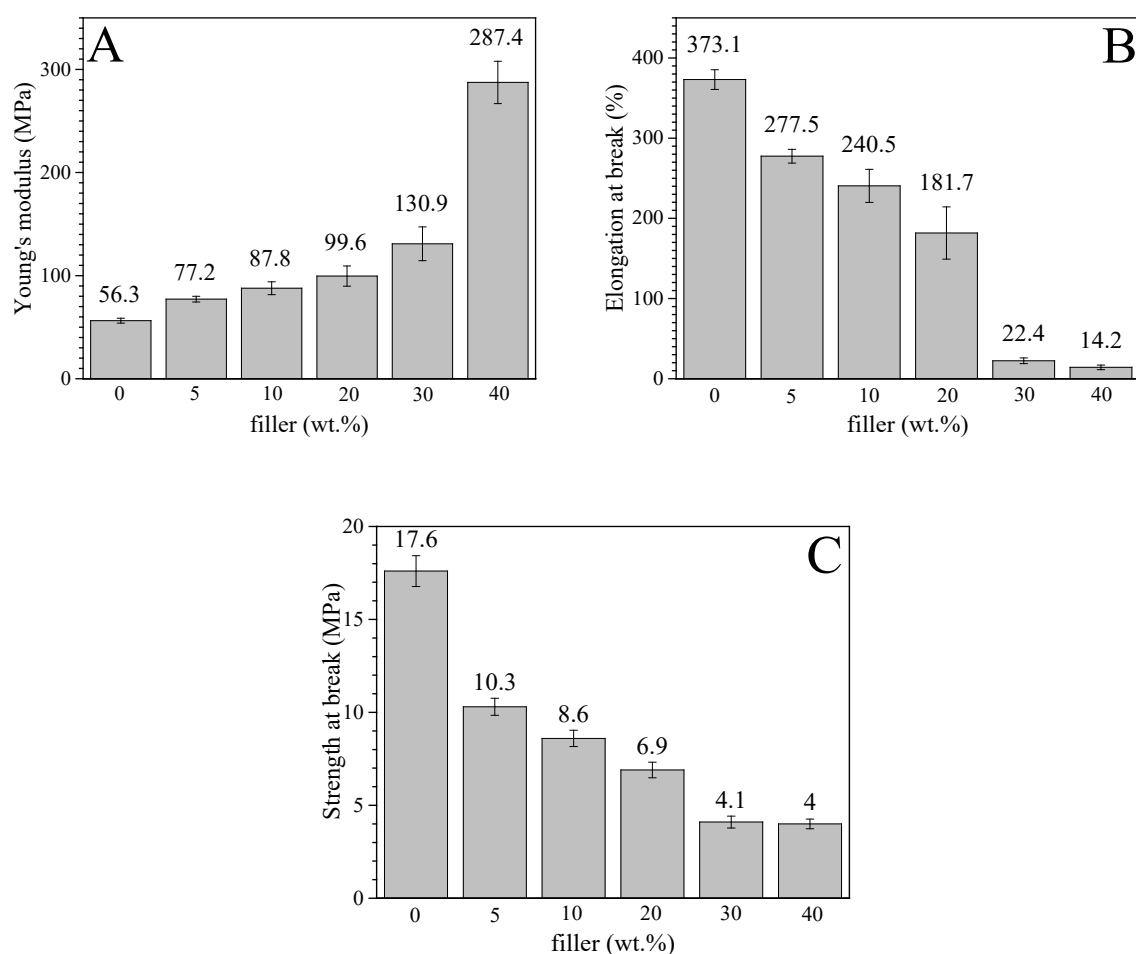 A
Young's modulus (MPa)
300
200
100
0
56.3
77.2
87.8
99.6
130.9
287.4
0 5 10 20 30 40
filler (wt.%)
B
Elongation at break (%)
400
300
200
100
0
373.1
277.5
240.5
181.7
22.4
14.2
0 5 10 20 30 40
filler (wt.%)
C
Strength at break (MPa)
20
15
10
5
0
17.6
10.3
8.6
6.9
4.1
4
0 5 10 20 30 40
filler (wt.%)